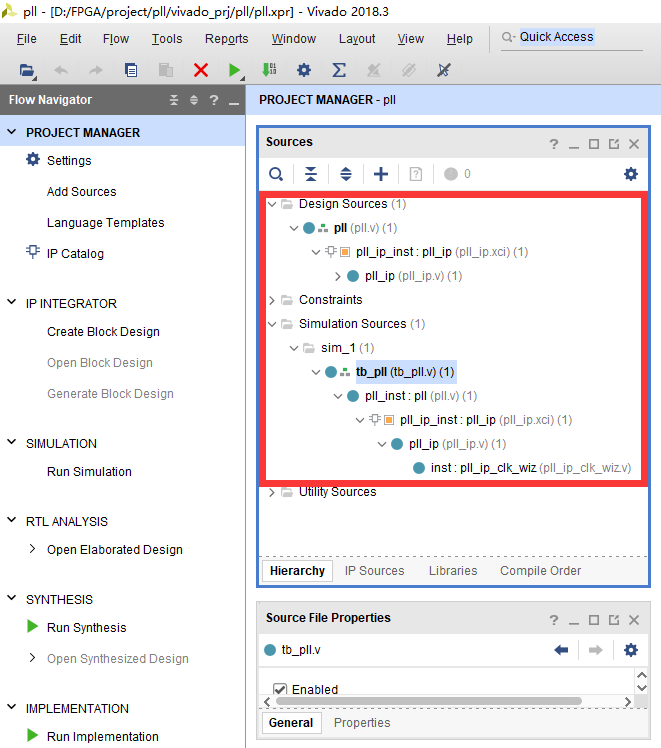 pll - [D:/FPGA/project/pll/vivado_prj/pll/pll.xpr] - Vivado 2018.3
File Edit Flow Tools Reports Window Layout View Help Quick Access
Flow Navigator
PROJECT MANAGER
Settings
Add Sources
Language Templates
IP Catalog
IP INTEGRATOR
Create Block Design
Open Block Design
Generate Block Design
SIMULATION
Run Simulation
RTL ANALYSIS
Open Elaborated Design
SYNTHESIS
Run Synthesis
Open Synthesized Design
IMPLEMENTATION
Run Implementation
PROJECT MANAGER - pll
Sources
0
Design Sources (1)
pll (pll.v) (1)
pll_ip_inst : pll_ip (pll_ip.xci) (1)
pll_ip (pll_ip.v) (1)
Constraints
Simulation Sources (1)
sim_1 (1)
tb_pll (tb_pll.v) (1)
pll_inst : pll (pll.v) (1)
pll_ip_inst : pll_ip (pll_ip.xci) (1)
pll_ip (pll_ip.v) (1)
inst : pll_ip_clk_wiz (pll_ip_clk_wiz.v)
Utility Sources
Hierarchy IP Sources Libraries Compile Order
Source File Properties
tb_pll.v
Enabled
General Properties